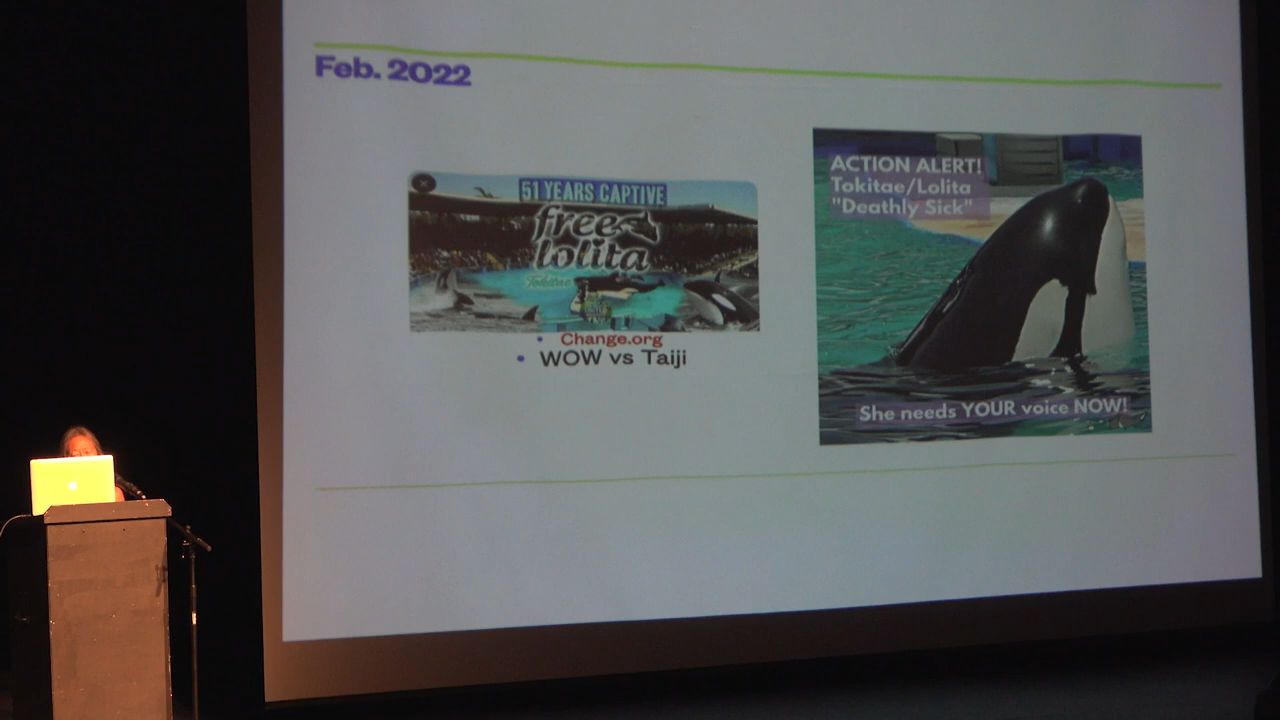 Feb. 2022
51 YEARS CAPTIVE
free
lolita
Tokitae
Change.org
WOW vs Taiji
ACTION ALERT!
Tokitae/Lolita
"Deathly Sick"
She needs YOUR voice NOW!